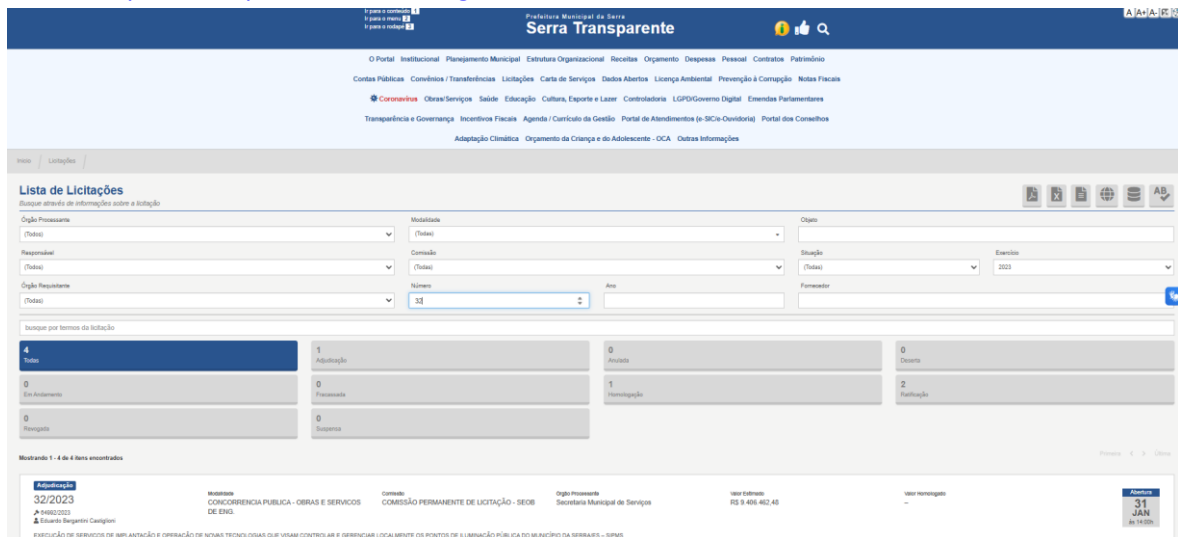 Ir para o conteúdo 1
Ir para o menu 2
Ir para o rodapé 3
Prefeitura Municipal da Serra
Serra Transparente
A A+ A-
O Portal Institucional Planejamento Municipal Estrutura Organizacional Receitas Orçamento Despesas Pessoal Contratos Patrimônio
Contas Públicas Convênios / Transferências Licitações Carta de Serviços Dados Abertos Licença Ambiental Prevenção à Corrupção Notas Fiscais
Coronavírus Obras/Serviços Saúde Educação Cultura, Esporte e Lazer Controladoria LGPD/Governo Digital Emendas Parlamentares
Transparência e Governança Incentivos Fiscais Agenda / Currículo da Gestão Portal de Atendimentos (e-SIC/e-Ouvidoria) Portal dos Conselhos
Adaptação Climática Orçamento da Criança e do Adolescente - OCA Outras Informações
Início / Licitações /
Lista de Licitações
Busque através de informações sobre a licitação
Órgão Processante Modalidade Objeto
(Todos) (Todas)
Responsável Comissão Situação Exercício
(Todos) (Todas) (Todas) 2023
Órgão Requisitante Número Ano Fornecedor
(Todas) 32
busque por termos da licitação
4 1 0 0
Todas Adjudicação Anulada Deserta
0 0 1 2
Em Andamento Fracassada Homologação Ratificação
0 0
Revogada Suspensa
Mostrando 1 - 4 de 4 itens encontrados
Primeira < > Última
Adjudicação
32/2023
64992/2023
Eduardo Bergantini Castiglioni
Modalidade
CONCORRENCIA PUBLICA - OBRAS E SERVICOS
DE ENG.
Comissão
COMISSÃO PERMANENTE DE LICITAÇÃO - SEOB
Órgão Processante
Secretaria Municipal de Serviços
Valor Estimado
R$ 9.406.462,48
Valor Homologado
--
Abertura
31
JAN
às 14:00h
EXECUÇÃO DE SERVIÇOS DE IMPLANTAÇÃO E OPERAÇÃO DE NOVAS TECNOLOGIAS QUE VISAM CONTROLAR E GERENCIAR LOCALMENTE OS PONTOS DE ILUMINAÇÃO PÚBLICA DO MUNICÍPIO DA SERRA/ES – SIPMS